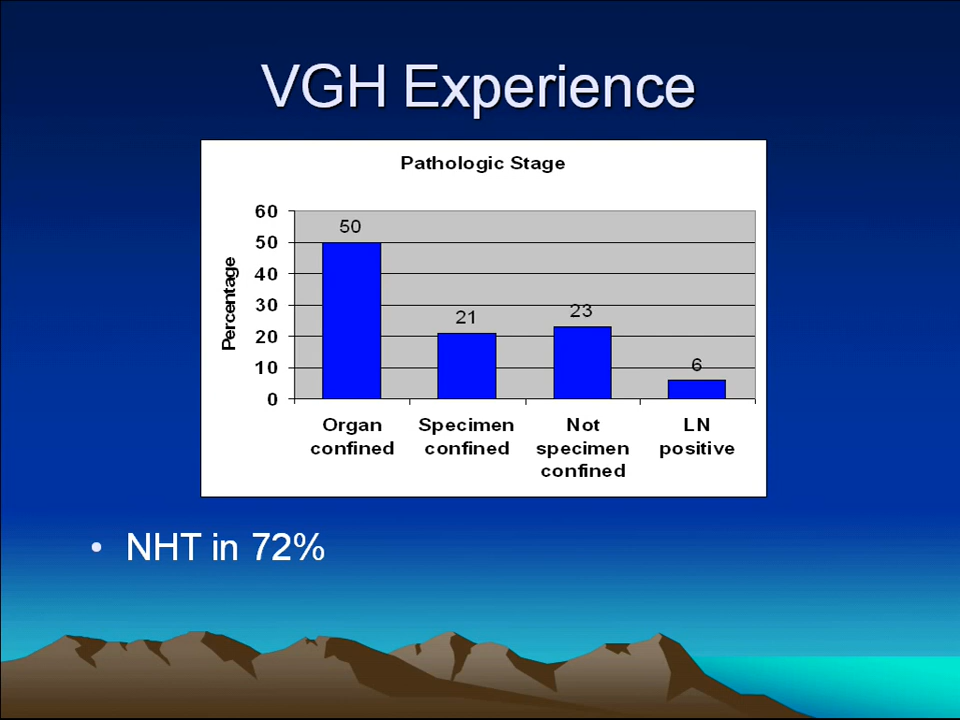 VGH Experience
Pathologic Stage
Percentage
60
50
40
30
20
10
0
50
21
23
6
Organ confined
Specimen confined
Not specimen confined
LN positive
• NHT in 72%